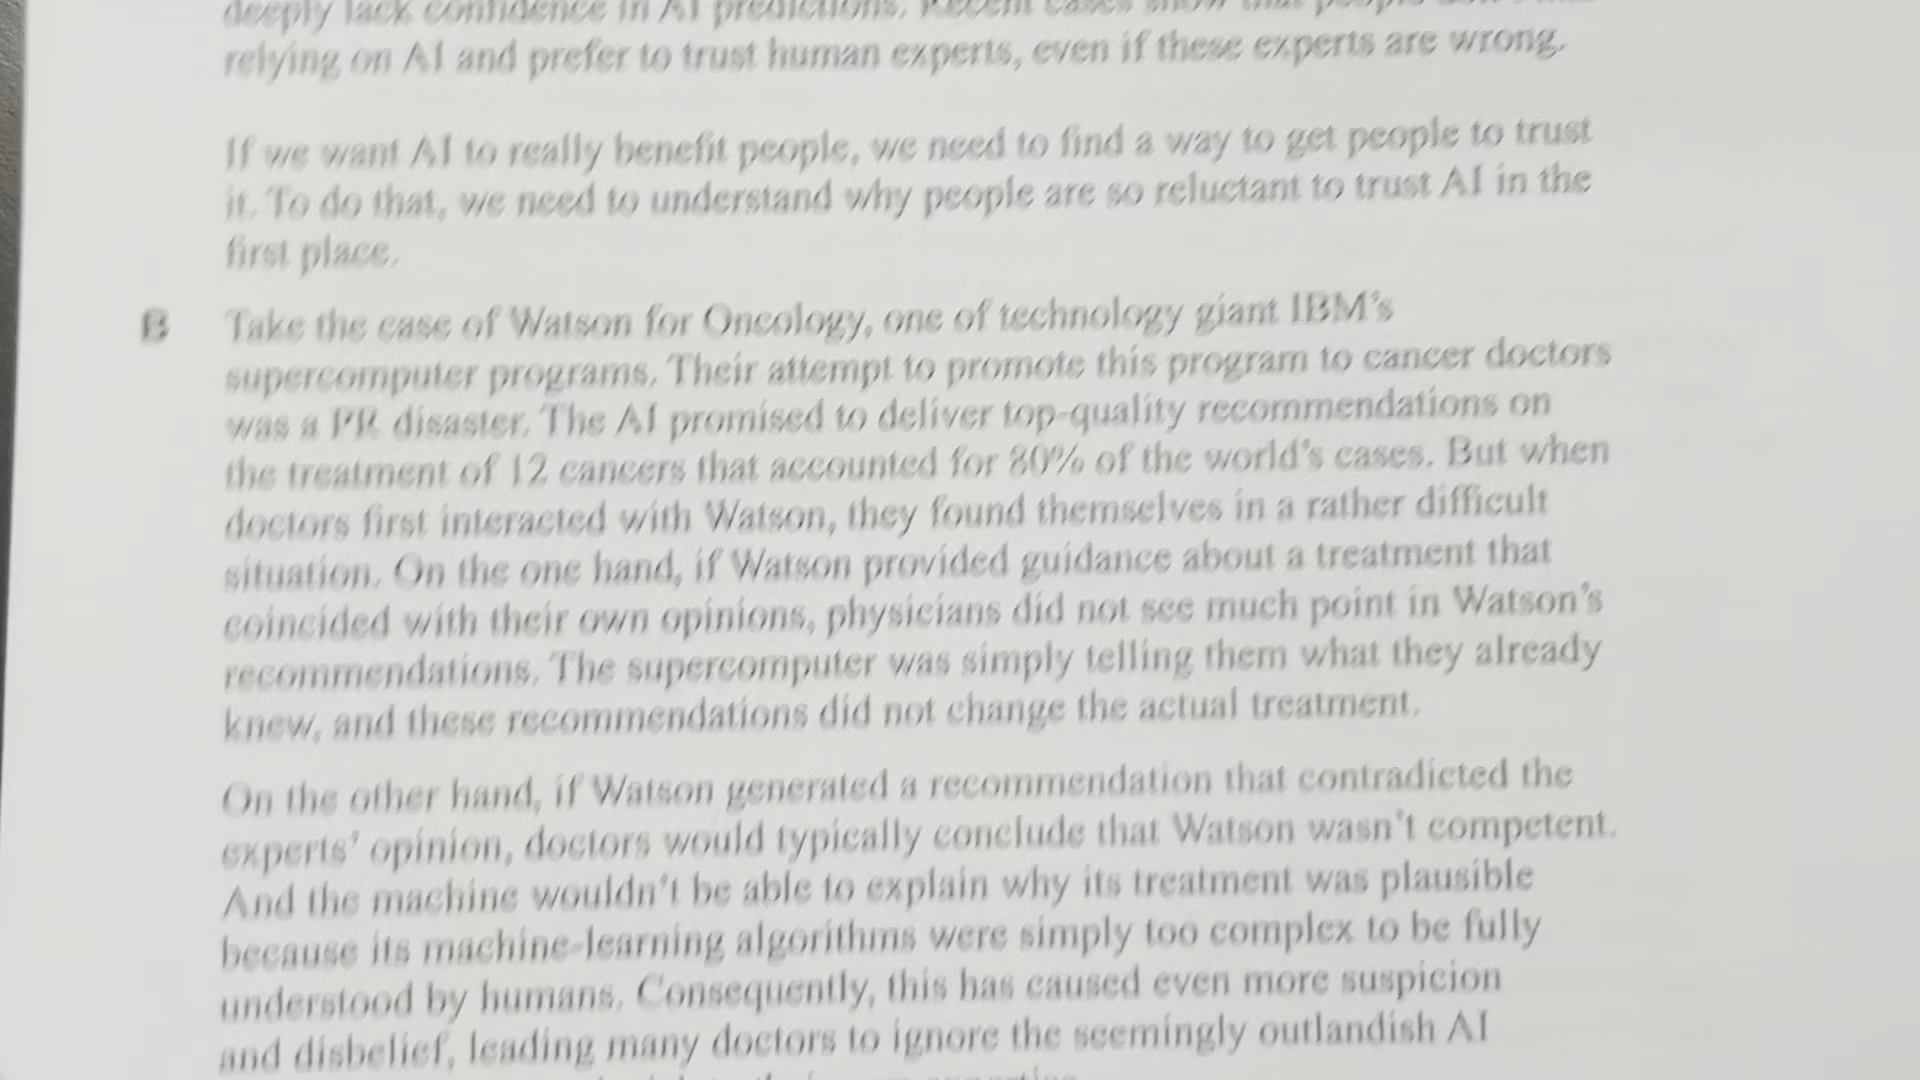 deeply lack confidence in AI predictions. Recent cases show that people
relying on AI and prefer to trust human experts, even if these experts are wrong.
If we want AI to really benefit people, we need to find a way to get people to trust
it. To do that, we need to understand why people are so reluctant to trust AI in the
first place.
B Take the case of Watson for Oncology, one of technology giant IBM's
supercomputer programs. Their attempt to promote this program to cancer doctors
was a PR disaster. The AI promised to deliver top-quality recommendations on
the treatment of 12 cancers that accounted for 80% of the world's cases. But when
doctors first interacted with Watson, they found themselves in a rather difficult
situation. On the one hand, if Watson provided guidance about a treatment that
coincided with their own opinions, physicians did not see much point in Watson's
recommendations. The supercomputer was simply telling them what they already
knew, and these recommendations did not change the actual treatment.
On the other hand, if Watson generated a recommendation that contradicted the
experts' opinion, doctors would typically conclude that Watson wasn't competent.
And the machine wouldn't be able to explain why its treatment was plausible
because its machine-learning algorithms were simply too complex to be fully
understood by humans. Consequently, this has caused even more suspicion
and disbelief, leading many doctors to ignore the seemingly outlandish AI